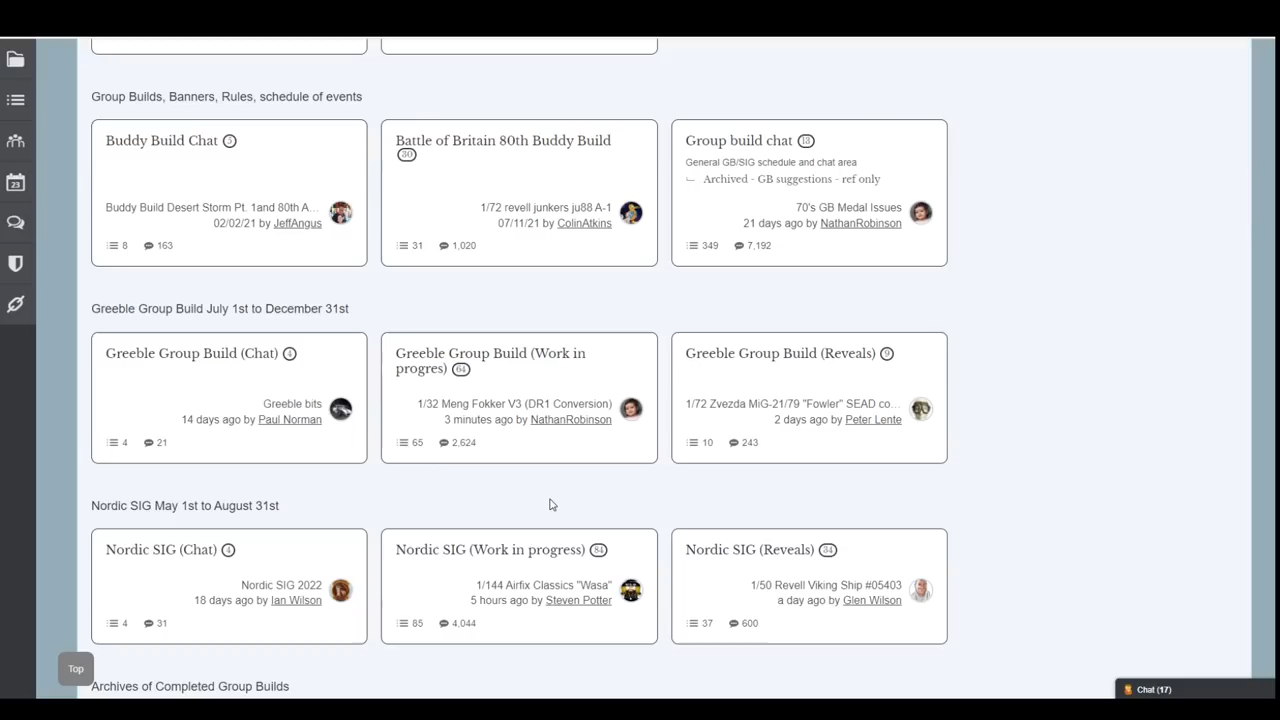 Group Builds, Banners, Rules, schedule of events
Buddy Build Chat 5
Buddy Build Desert Storm Pt. 1and 80th A...
02/02/21 by JeffAngus
8 163
Battle of Britain 80th Buddy Build
30
1/72 revell junkers ju88 A-1
07/11/21 by ColinAtkins
31 1,020
Group build chat 13
General GB/SIG schedule and chat area
Archived - GB suggestions - ref only
70's GB Medal Issues
21 days ago by NathanRobinson
349 7,192
Greeble Group Build July 1st to December 31st
Greeble Group Build (Chat) 4
Greeble bits
14 days ago by Paul Norman
4 21
Greeble Group Build (Work in
progres) 64
1/32 Meng Fokker V3 (DR1 Conversion)
3 minutes ago by NathanRobinson
65 2,624
Greeble Group Build (Reveals) 9
1/72 Zvezda MiG-21/79 "Fowler" SEAD co...
2 days ago by Peter Lente
10 243
Nordic SIG May 1st to August 31st
Nordic SIG (Chat) 4
Nordic SIG 2022
18 days ago by Ian Wilson
4 31
Nordic SIG (Work in progress) 84
1/144 Airfix Classics "Wasa"
5 hours ago by Steven Potter
85 4,044
Nordic SIG (Reveals) 34
1/50 Revell Viking Ship #05403
a day ago by Glen Wilson
37 600
Archives of Completed Group Builds
23
Top
Chat (17)